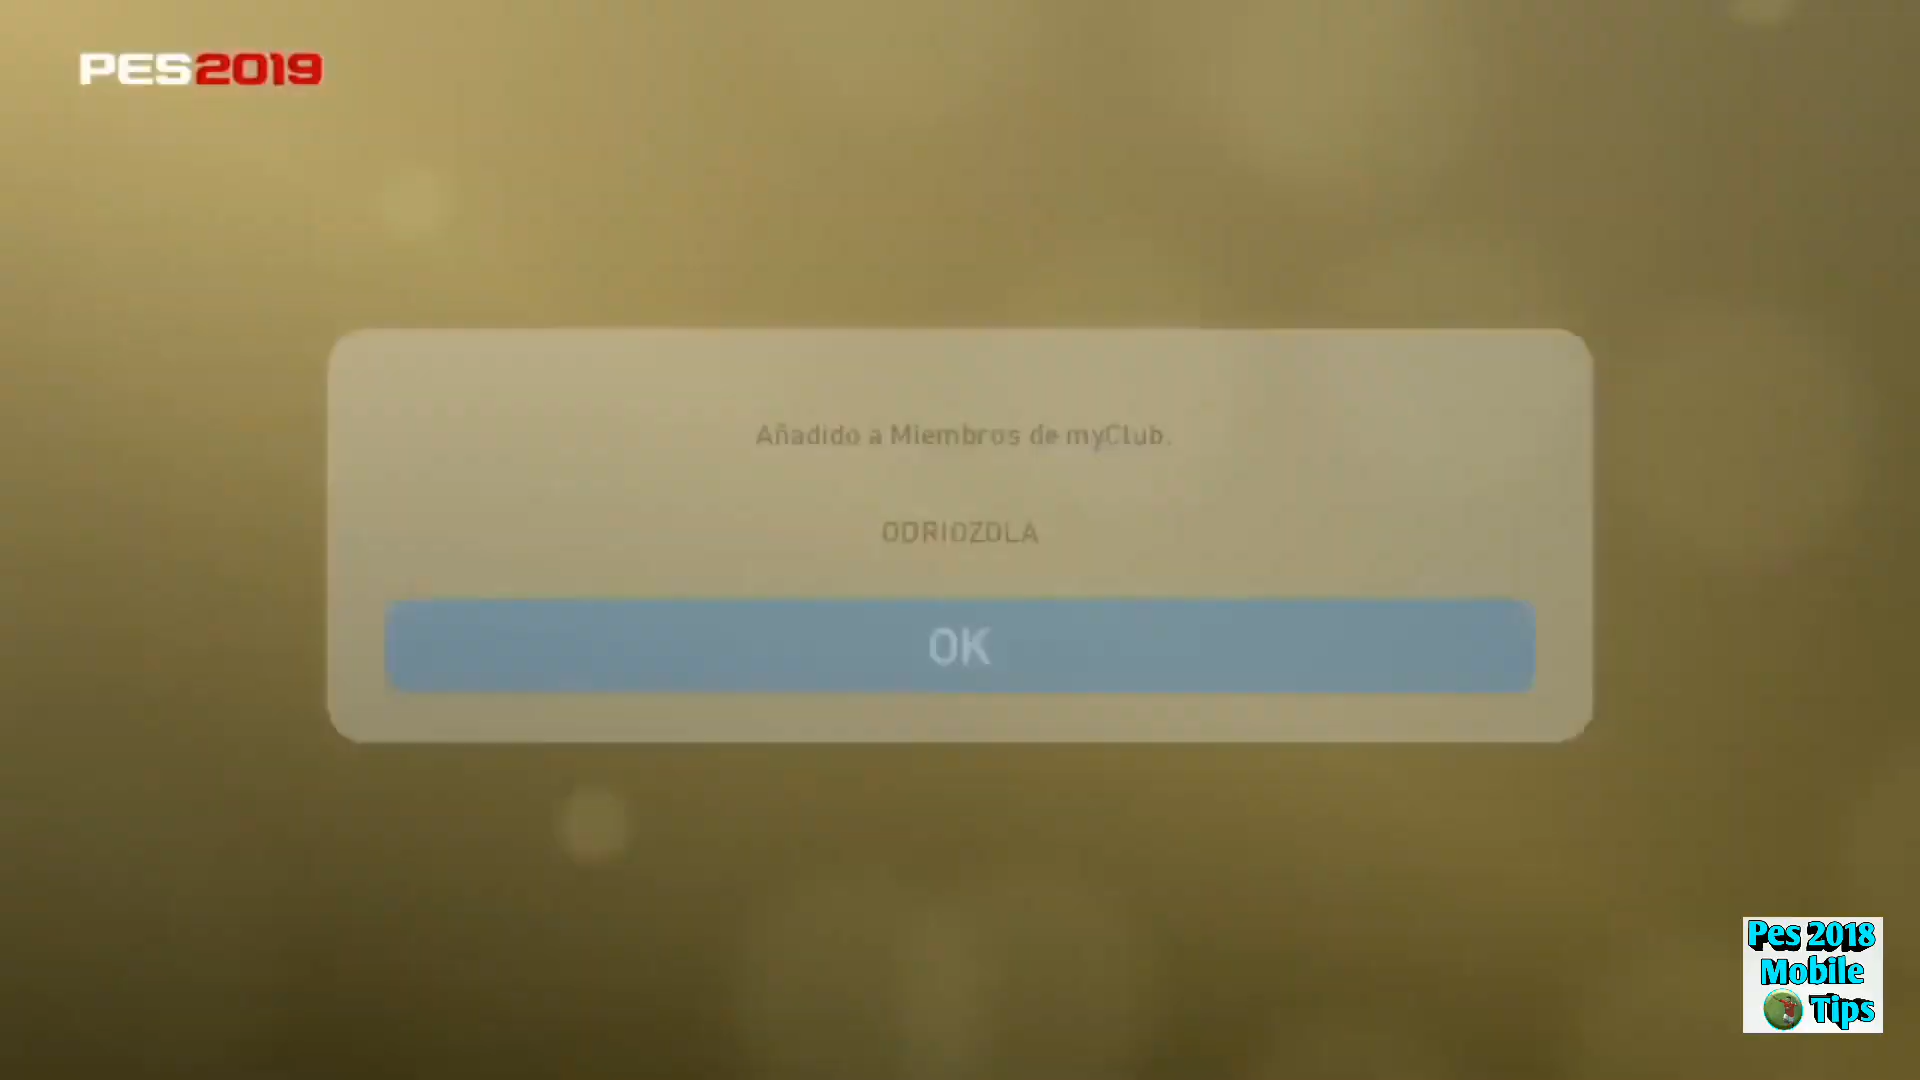 PES2019
Añadido a Miembros de myClub.
ODRIOZOLA
OK
Pes 2018
Mobile
Tips